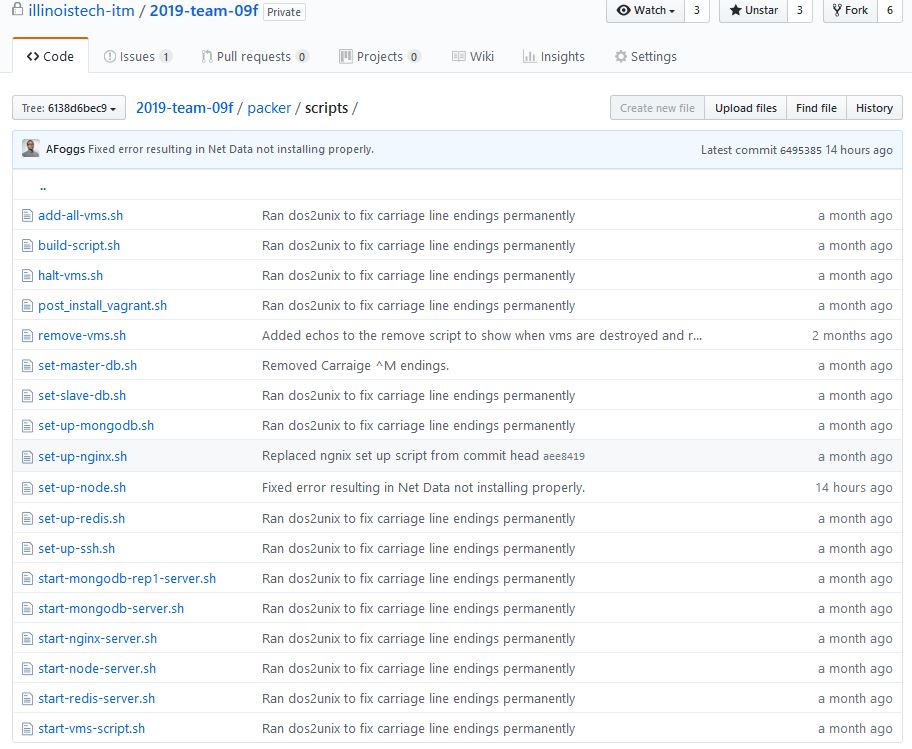 illinoistech-itm / 2019-team-09f Private Watch 3 Unstar 3 Fork 6
Code Issues 1 Pull requests 0 Projects 0 Wiki Insights Settings
Tree: 6138d6bec9 2019-team-09f / packer / scripts / Create new file Upload files Find file History
AFoggs Fixed error resulting in Net Data not installing properly. Latest commit 6495385 14 hours ago
..
add-all-vms.sh Ran dos2unix to fix carriage line endings permanently a month ago
build-script.sh Ran dos2unix to fix carriage line endings permanently a month ago
halt-vms.sh Ran dos2unix to fix carriage line endings permanently a month ago
post_install_vagrant.sh Ran dos2unix to fix carriage line endings permanently a month ago
remove-vms.sh Added echos to the remove script to show when vms are destroyed and r... 2 months ago
set-master-db.sh Removed Carraige ^M endings. a month ago
set-slave-db.sh Ran dos2unix to fix carriage line endings permanently a month ago
set-up-mongodb.sh Ran dos2unix to fix carriage line endings permanently a month ago
set-up-nginx.sh Replaced ngnix set up script from commit head aee8419 a month ago
set-up-node.sh Fixed error resulting in Net Data not installing properly. 14 hours ago
set-up-redis.sh Ran dos2unix to fix carriage line endings permanently a month ago
set-up-ssh.sh Ran dos2unix to fix carriage line endings permanently a month ago
start-mongodb-rep1-server.sh Ran dos2unix to fix carriage line endings permanently a month ago
start-mongodb-server.sh Ran dos2unix to fix carriage line endings permanently a month ago
start-nginx-server.sh Ran dos2unix to fix carriage line endings permanently a month ago
start-node-server.sh Ran dos2unix to fix carriage line endings permanently a month ago
start-redis-server.sh Ran dos2unix to fix carriage line endings permanently a month ago
start-vms-script.sh Ran dos2unix to fix carriage line endings permanently a month ago